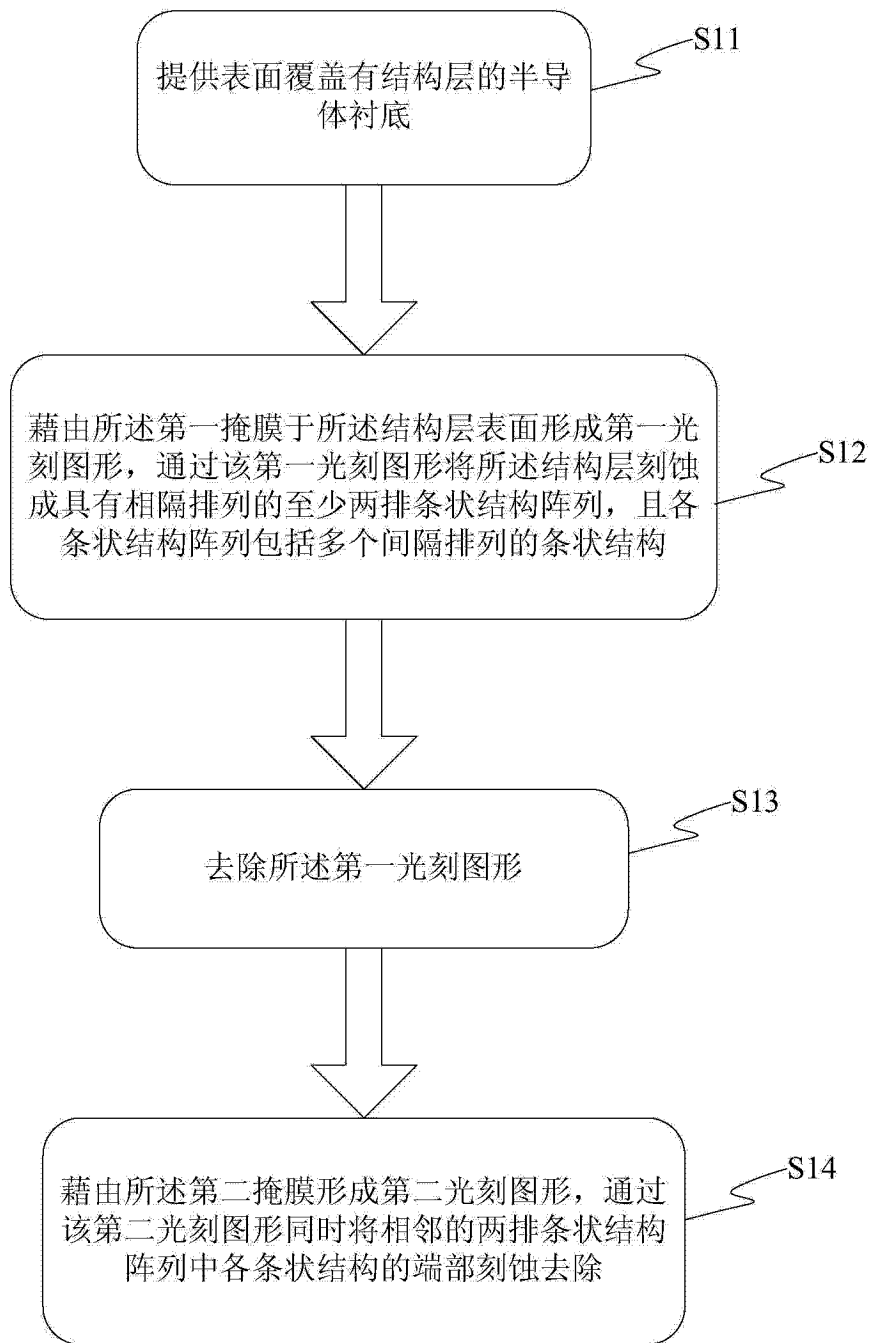 提供表面覆盖有结构层的半导
体衬底
S11
藉由所述第一掩膜于所述结构层表面形成第一光
刻图形，通过该第一光刻图形将所述结构层刻蚀
成具有相隔排列的至少两排条状结构阵列，且各
条状结构阵列包括多个间隔排列的条状结构
S12
去除所述第一光刻图形
S13
藉由所述第二掩膜形成第二光刻图形，通过
该第二光刻图形同时将相邻的两排条状结构
阵列中各条状结构的端部刻蚀去除
S14